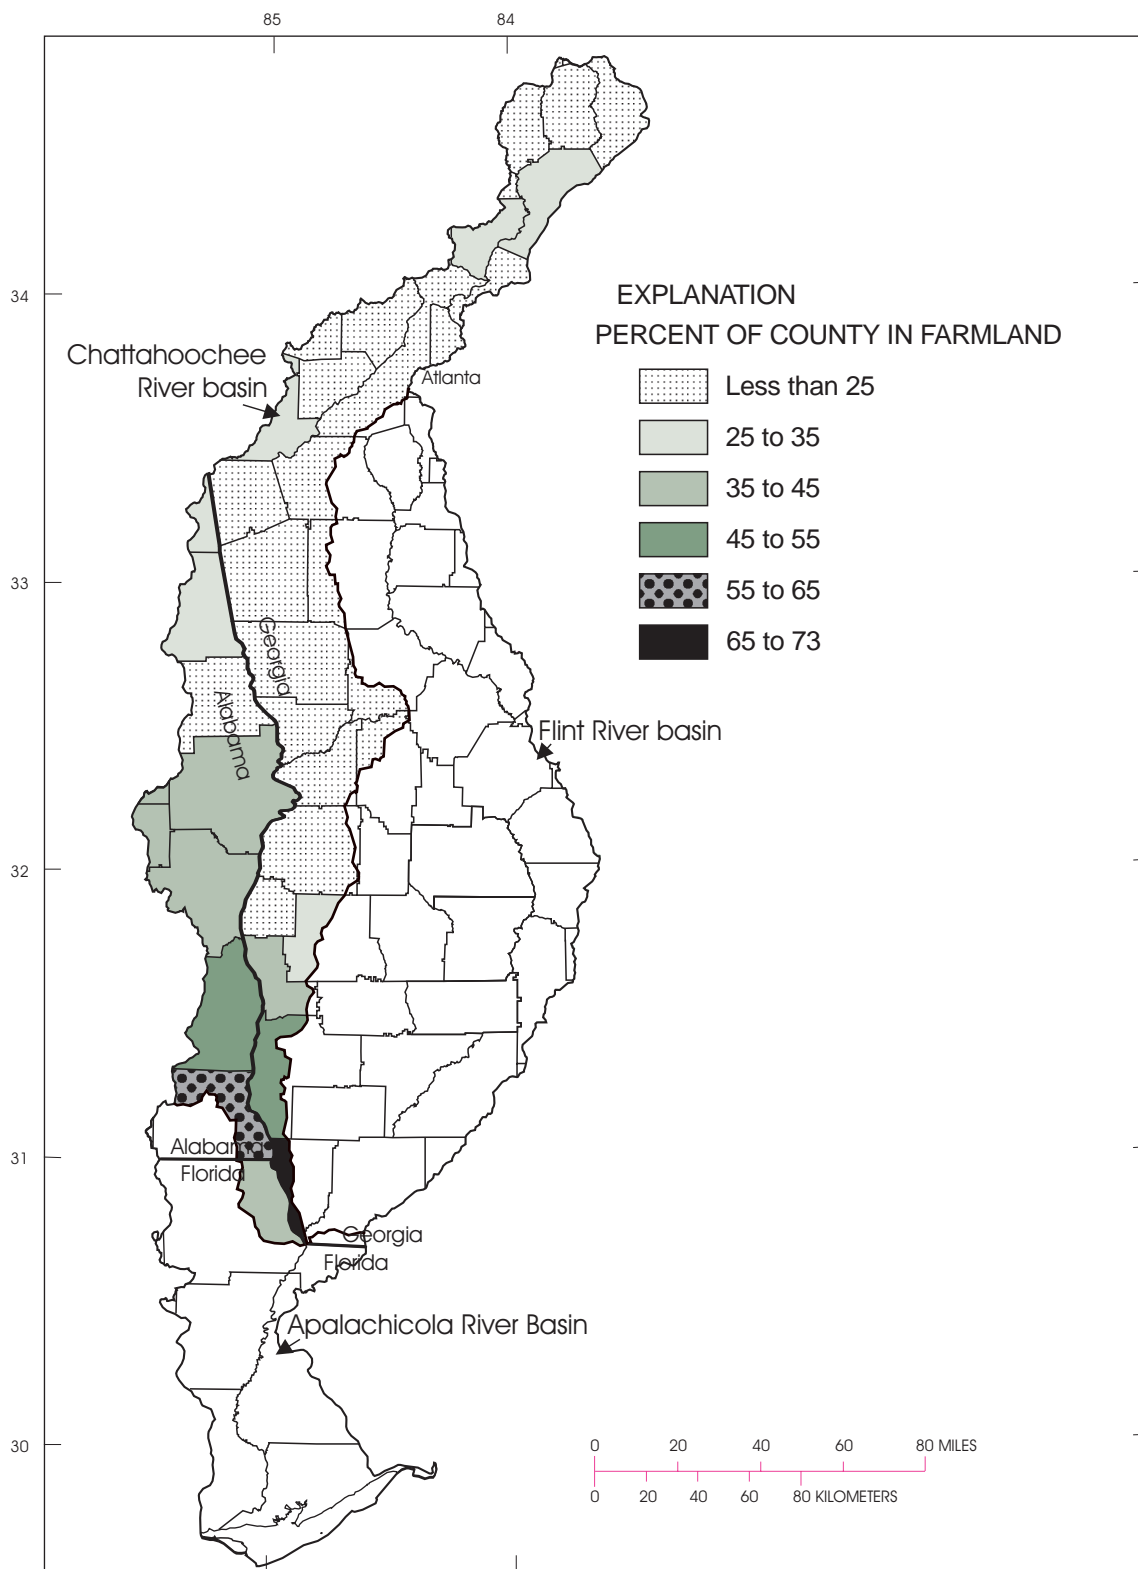 85
84
34
EXPLANATION
PERCENT OF COUNTY IN FARMLAND
Chattahoochee
River basin
Atlanta
Less than 25
25 to 35
35 to 45
45 to 55
55 to 65
65 to 73
33
Georgia
Alabama
Flint River basin
32
31
Alabama
Florida
Georgia
Florida
Apalachicola River Basin
30
0 20 40 60 80 MILES
0 20 40 60 80 KILOMETERS